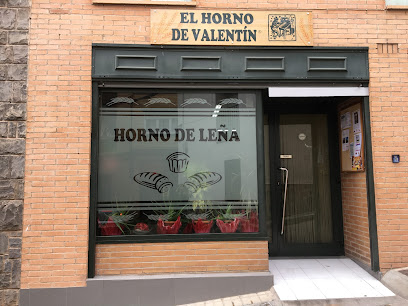 EL HORNO
DE VALENTÍN
HORNO DE LEÑA